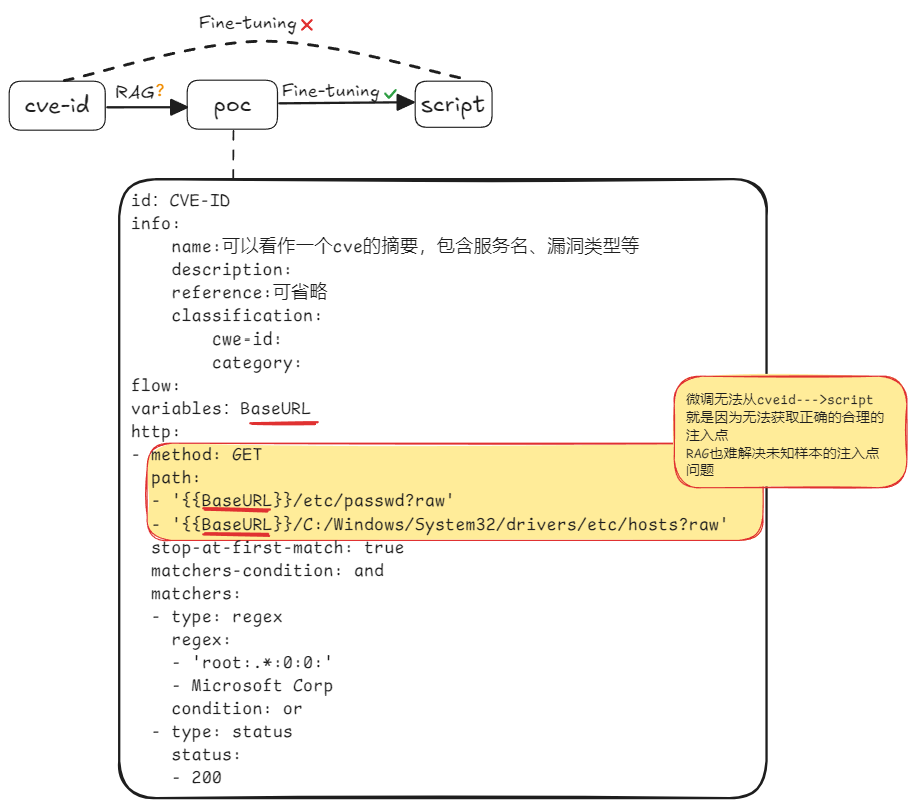 Fine-tuning
cve-id
RAG?
poc
Fine-tuning
script
id: CVE-ID
info:
name:可以看作一个cve的摘要，包含服务名、漏洞类型等
description:
reference:可省略
classification:
cwe-id:
category:
flow:
variables: BaseURL
http:
- method: GET
path:
- '{{BaseURL}}/etc/passwd?raw'
- '{{BaseURL}}/C:/Windows/System32/drivers/etc/hosts?raw'
stop-at-first-match: true
matchers-condition: and
matchers:
- type: regex
regex:
- 'root:.*:0:0:'
- Microsoft Corp
condition: or
- type: status
status:
- 200
微调无法从cveid--->script
就是因为无法获取正确的合理的
注入点
RAG也难解决未知样本的注入点
问题